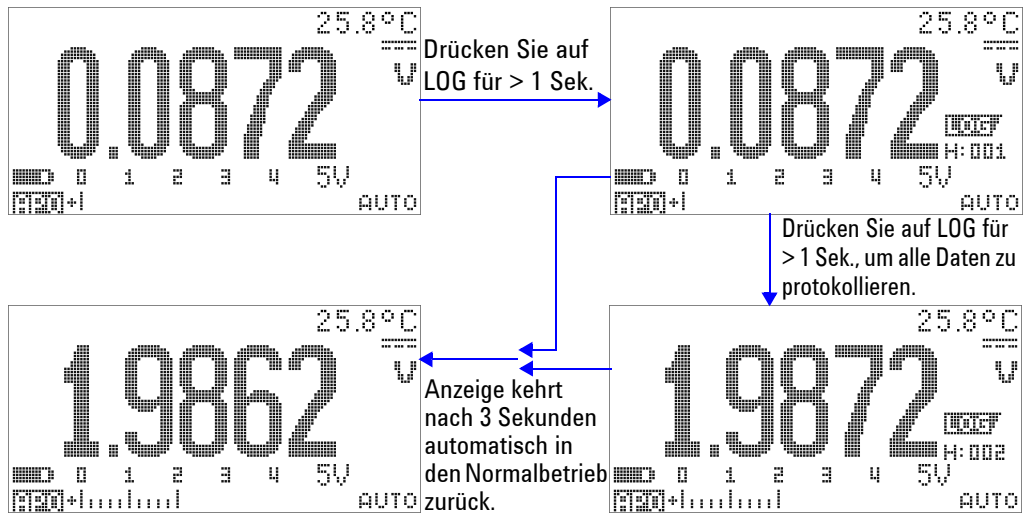 25.8°C
0.0872 V
0 1 2 3 4 5V
+ AUTO
Drücken Sie auf
LOG für > 1 Sek.
25.8°C
0.0872 V
LOG
H:001
0 1 2 3 4 5V
+ AUTO
Drücken Sie auf LOG für
> 1 Sek., um alle Daten zu
protokollieren.
25.8°C
1.9862 V
0 1 2 3 4 5V
+ AUTO
Anzeige kehrt
nach 3 Sekunden
automatisch in
den Normalbetrieb
zurück.
25.8°C
1.9872 V
LOG
H:002
0 1 2 3 4 5V
+ AUTO